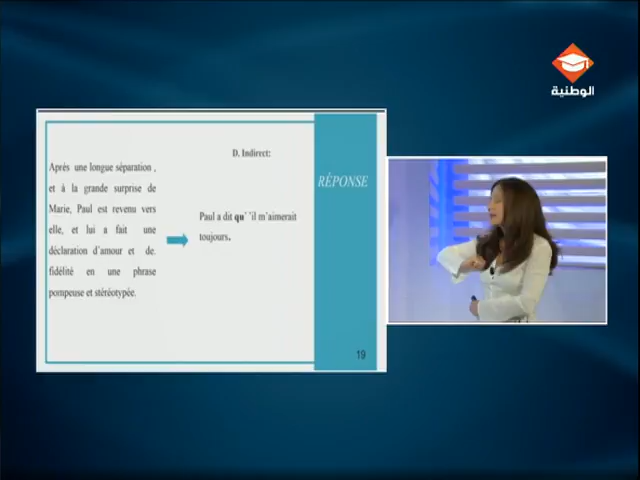 الوطنية
D. Indirect:
RÉPONSE
Après une longue séparation ,
et à la grande surprise de
Marie, Paul est revenu vers
elle, et lui a fait une
déclaration d'amour et de
fidélité en une phrase
pompeuse et stéréotypée.
Paul a dit qu''il m'aimerait
toujours.
19